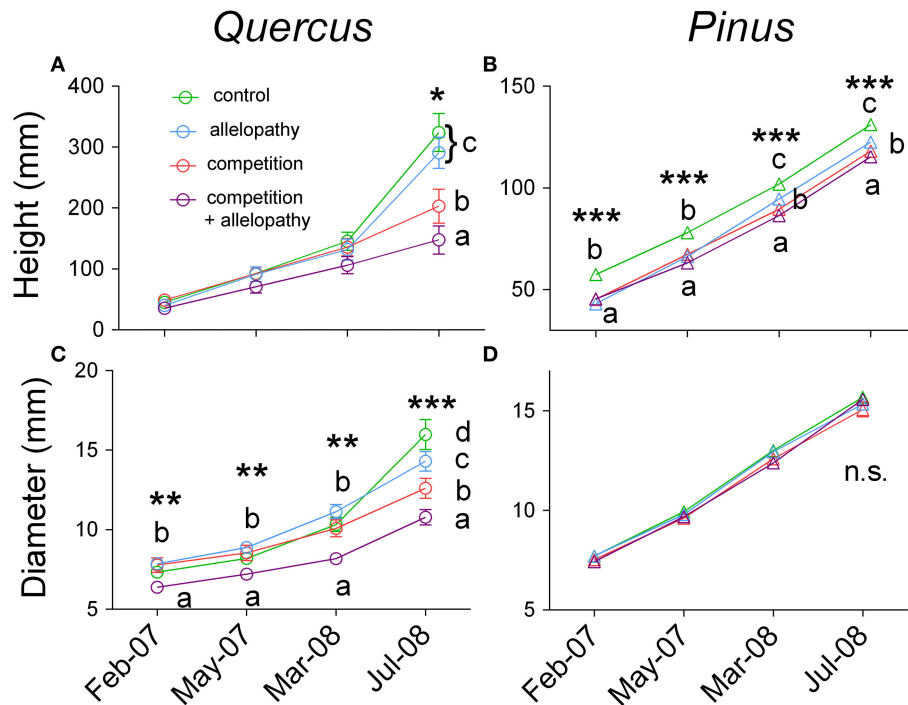 Quercus
Pinus
A
Height (mm)
400
300
200
100
0
control
allelopathy
competition
competition
+ allelopathy
*
} c
b
a
B
150
100
50
***
b
a
***
b
a
***
c
b
a
***
c
b
a
C
Diameter (mm)
20
15
10
5
**
b
a
**
b
a
**
b
a
***
d
c
b
a
Feb-07
May-07
Mar-08
Jul-08
D
15
10
5
n.s.
Feb-07
May-07
Mar-08
Jul-08